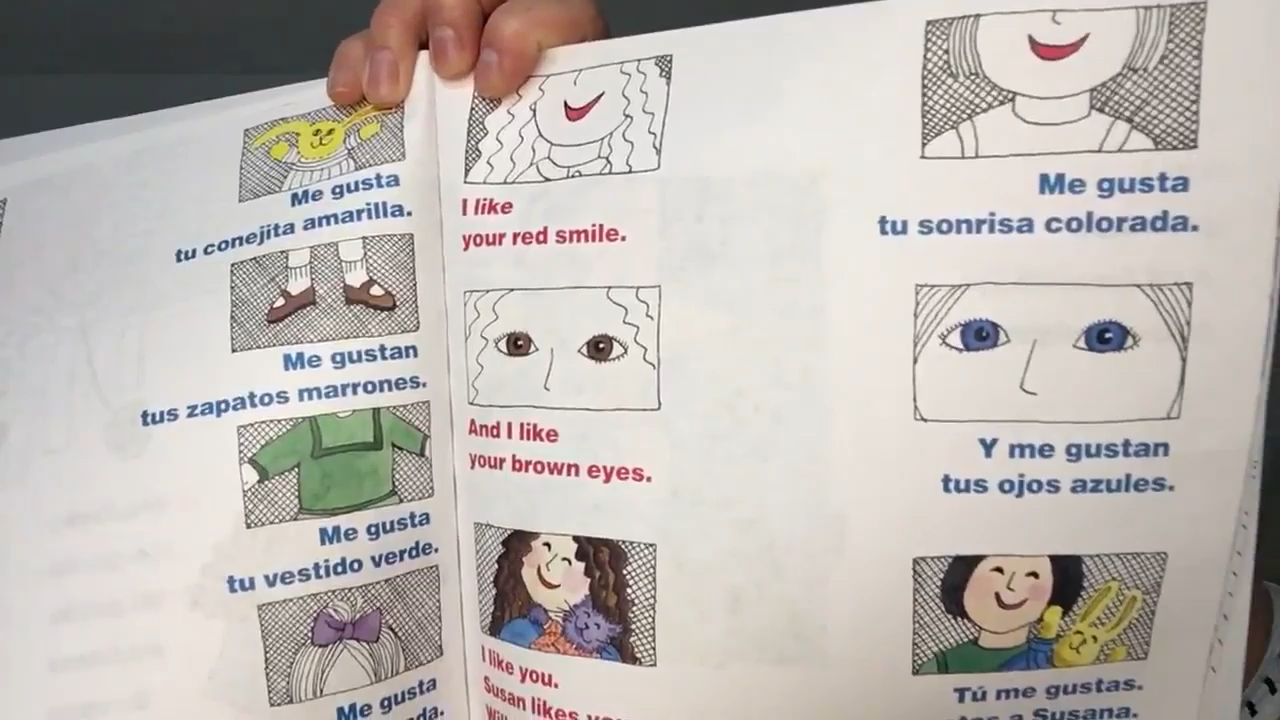 Me gusta
tu conejita amarilla.
Me gustan
tus zapatos marrones.
Me gusta
tu vestido verde.
Me gusta
I like
your red smile.
And I like
your brown eyes.
I like you.
Susan likes
Me gusta
tu sonrisa colorada.
Y me gustan
tus ojos azules.
Tú me gustas.
a Susana.